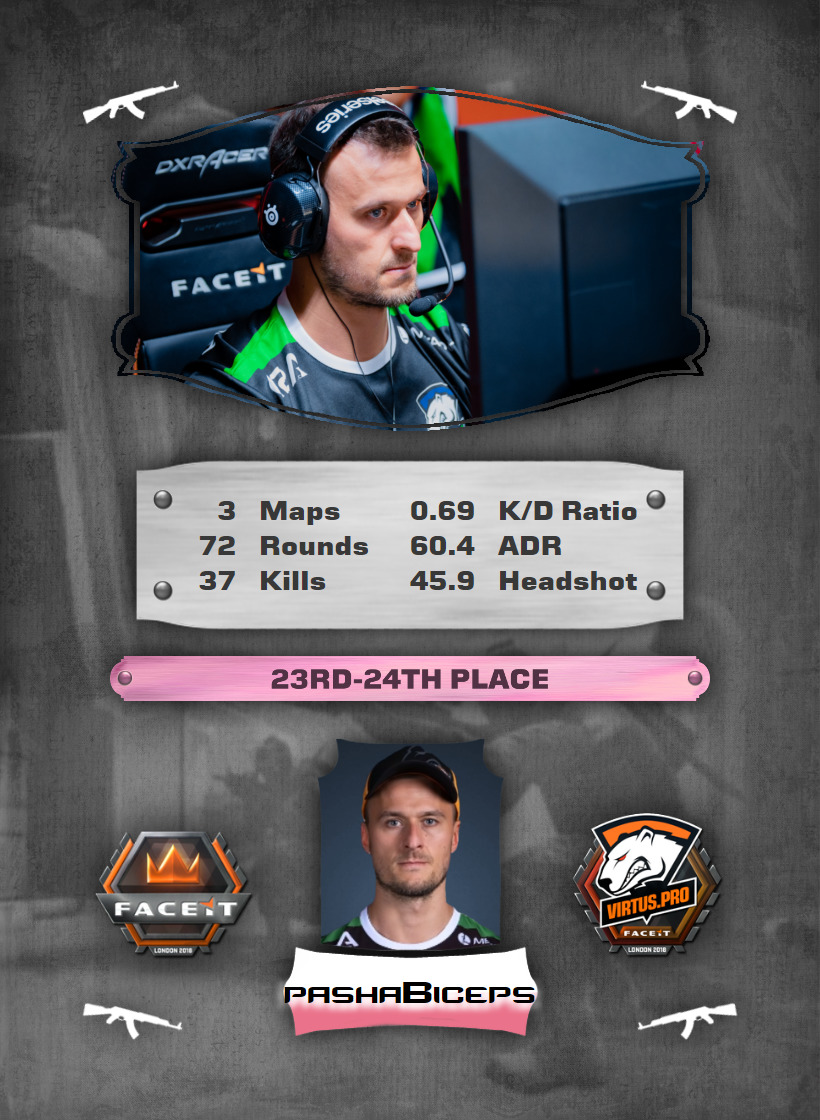 steelseries
DXRACER
FACEIT
3 Maps 0.69 K/D Ratio
72 Rounds 60.4 ADR
37 Kills 45.9 Headshot
23RD-24TH PLACE
FACEIT
LONDON 2018
VIRTUS.PRO
FACEIT
LONDON 2018
PASHABICEPS